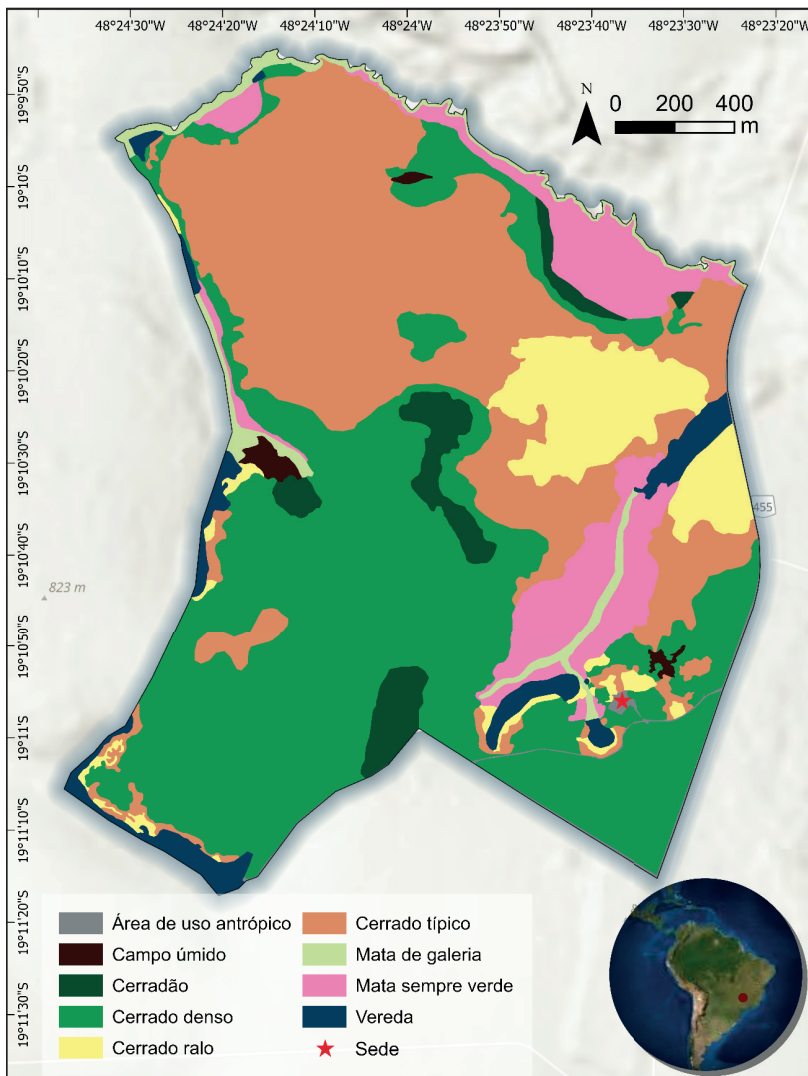 48°24'30"W 48°24'20"W 48°24'10"W 48°24'W 48°23'50"W 48°23'40"W 48°23'30"W 48°23'20"W
19°9'50"S
19°10'S
19°10'10"S
19°10'20"S
19°10'30"S
19°10'40"S
19°10'50"S
19°11'S
19°11'10"S
19°11'20"S
19°11'30"S
N
0 200 400
m
455
823 m
Área de uso antrópico
Campo úmido
Cerradão
Cerrado denso
Cerrado ralo
Cerrado típico
Mata de galeria
Mata sempre verde
Vereda
Sede